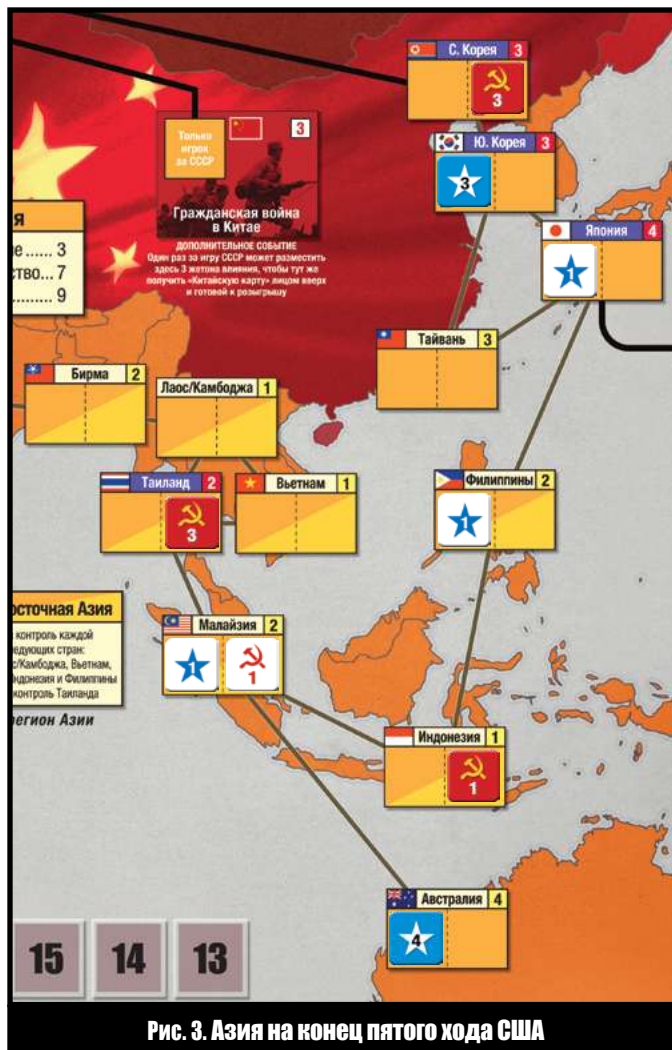 С. Корея 3
3
Только
игрок
за СССР
3
Ю. Корея 3
3
Гражданская война
в Китае
ДОПОЛНИТЕЛЬНОЕ СОБЫТИЕ
Один раз за игру СССР может разместить
здесь 3 жетона влияния, чтобы тут же
получить «Китайскую карту» лицом вверх
и готовой к розыгрышу
Япония 4
1
я
е ...... 3
ство... 7
.......... 9
Тайвань 3
Бирма 2
Лаос/Камбоджа 1
Таиланд 2
3
Вьетнам 1
Филиппины 2
1
осточная Азия
контроль каждой
едующих стран:
с/Камбоджа, Вьетнам,
ндонезия и Филиппины
контроль Таиланда
регион Азии
Малайзия 2
1 1
Индонезия 1
1
Австралия 4
4
15 14 13
Рис. 3. Азия на конец пятого хода США